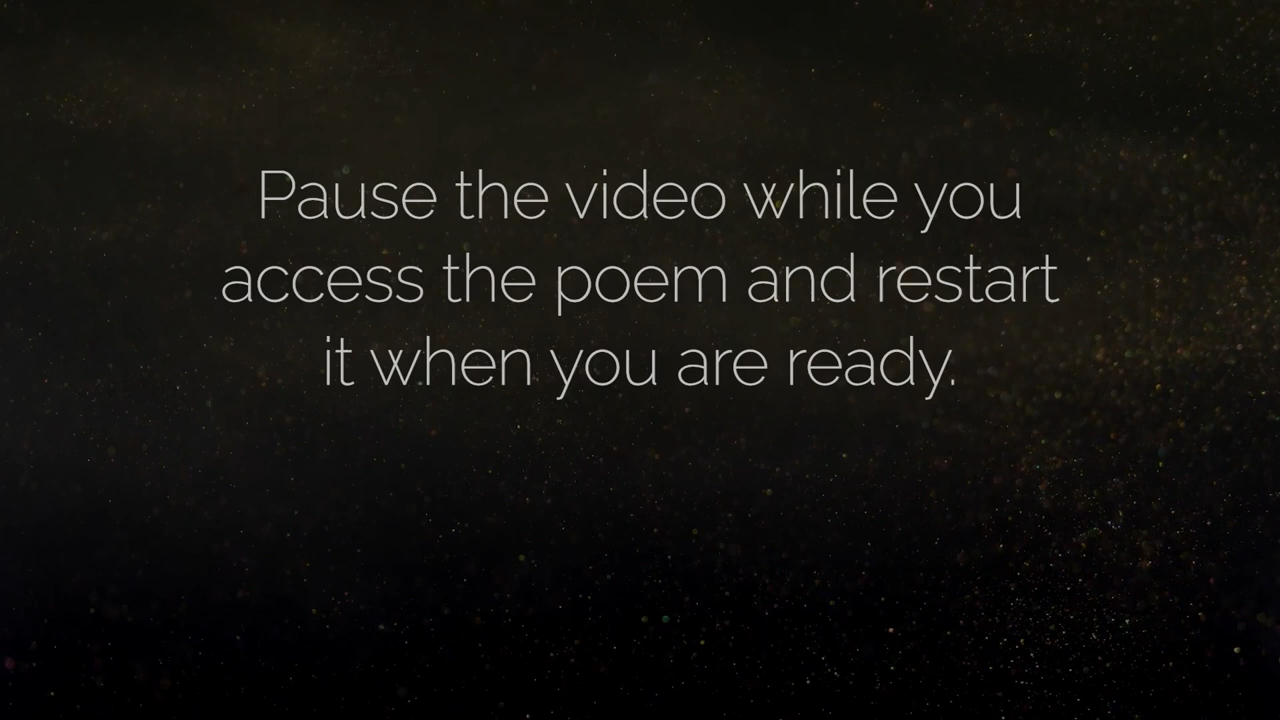 Pause the video while you
access the poem and restart
it when you are ready.